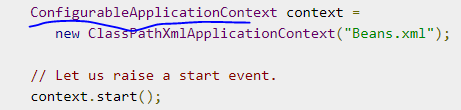 ConfigurableApplicationContext context =
new ClassPathXmlApplicationContext("Beans.xml");
// Let us raise a start event.
context.start();